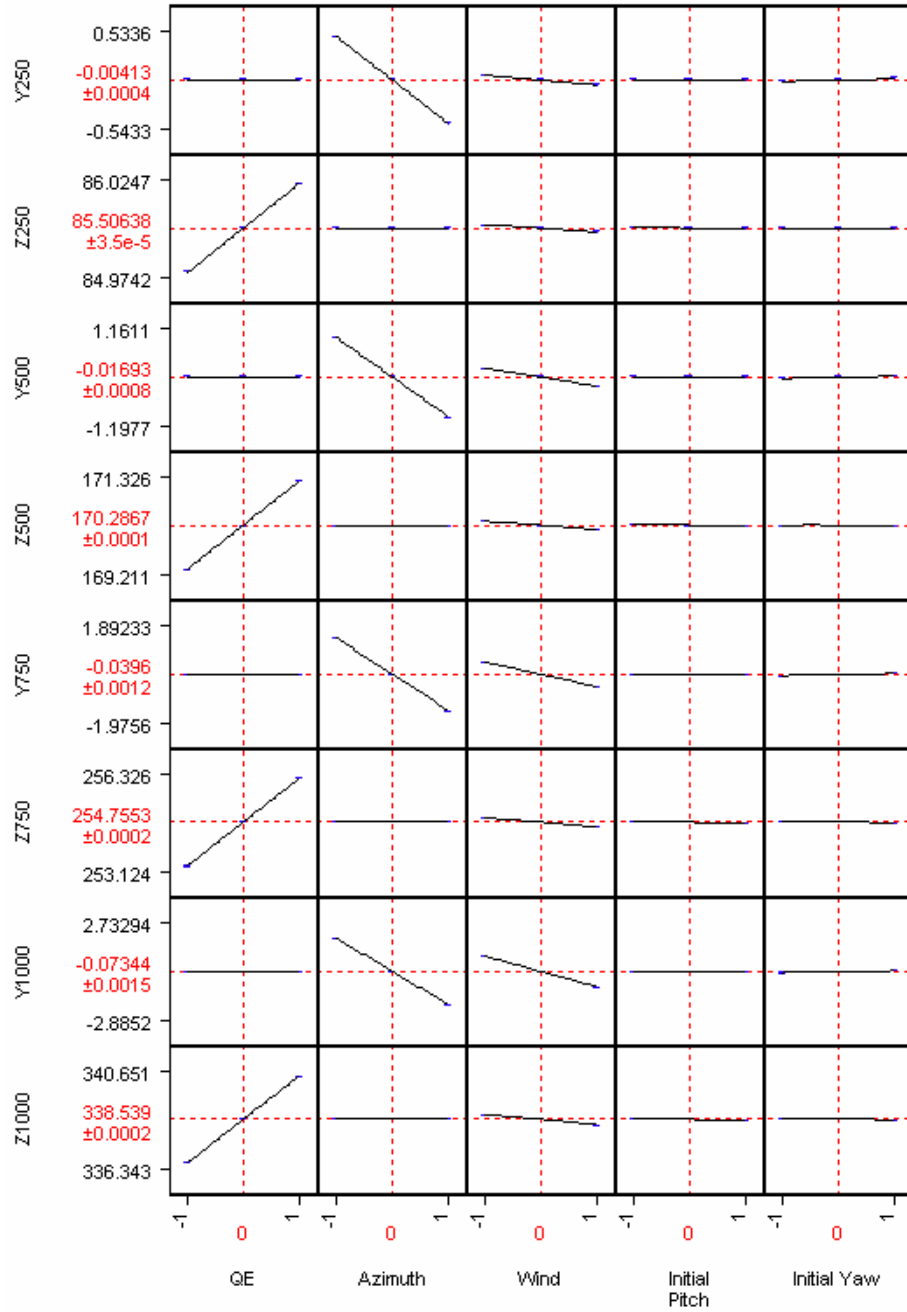 Y250
0.5336
-0.00413
±0.0004
-0.5433
Z250
86.0247
85.50638
±3.5e-5
84.9742
Y500
1.1611
-0.01693
±0.0008
-1.1977
Z500
171.326
170.2867
±0.0001
169.211
Y750
1.89233
-0.0396
±0.0012
-1.9756
Z750
256.326
254.7553
±0.0002
253.124
Y1000
2.73294
-0.07344
±0.0015
-2.8852
Z1000
340.651
338.539
±0.0002
336.343
-1 0 1 -1 0 1 -1 0 1 -1 0 1 -1 0 1
QE Azimuth Wind Initial Initial Yaw
Pitch